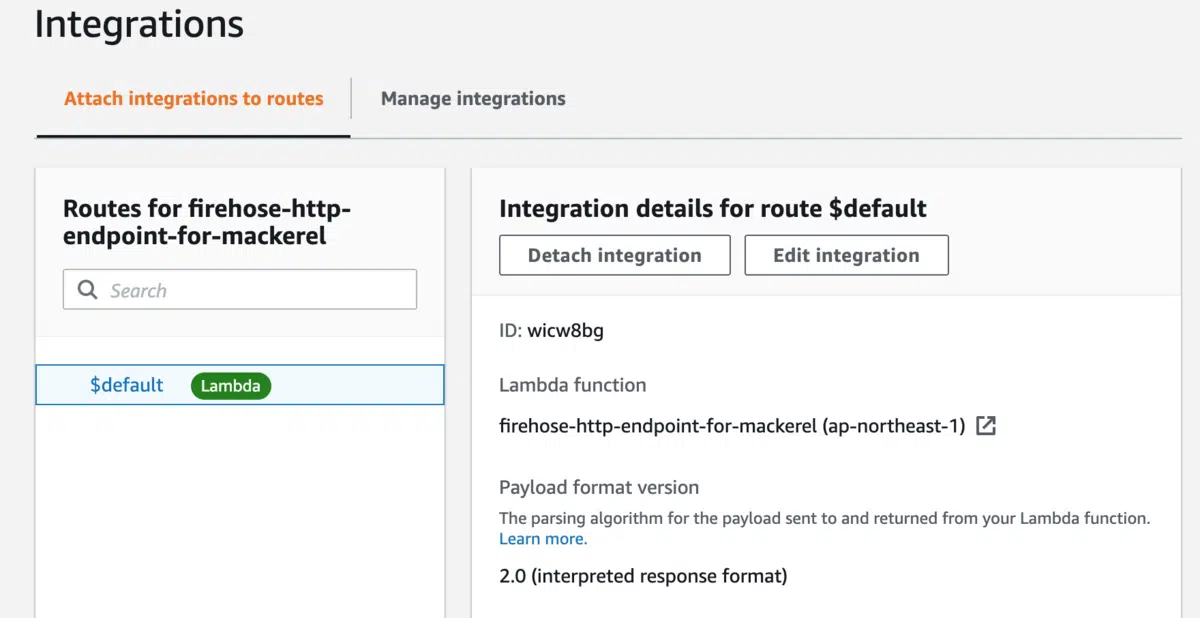 Integrations
Attach integrations to routes
Manage integrations
Routes for firehose-http-
endpoint-for-mackerel
Search
$default
Lambda
Integration details for route $default
Detach integration
Edit integration
ID: wicw8bg
Lambda function
firehose-http-endpoint-for-mackerel (ap-northeast-1)
Payload format version
The parsing algorithm for the payload sent to and returned from your Lambda function.
Learn more.
2.0 (interpreted response format)